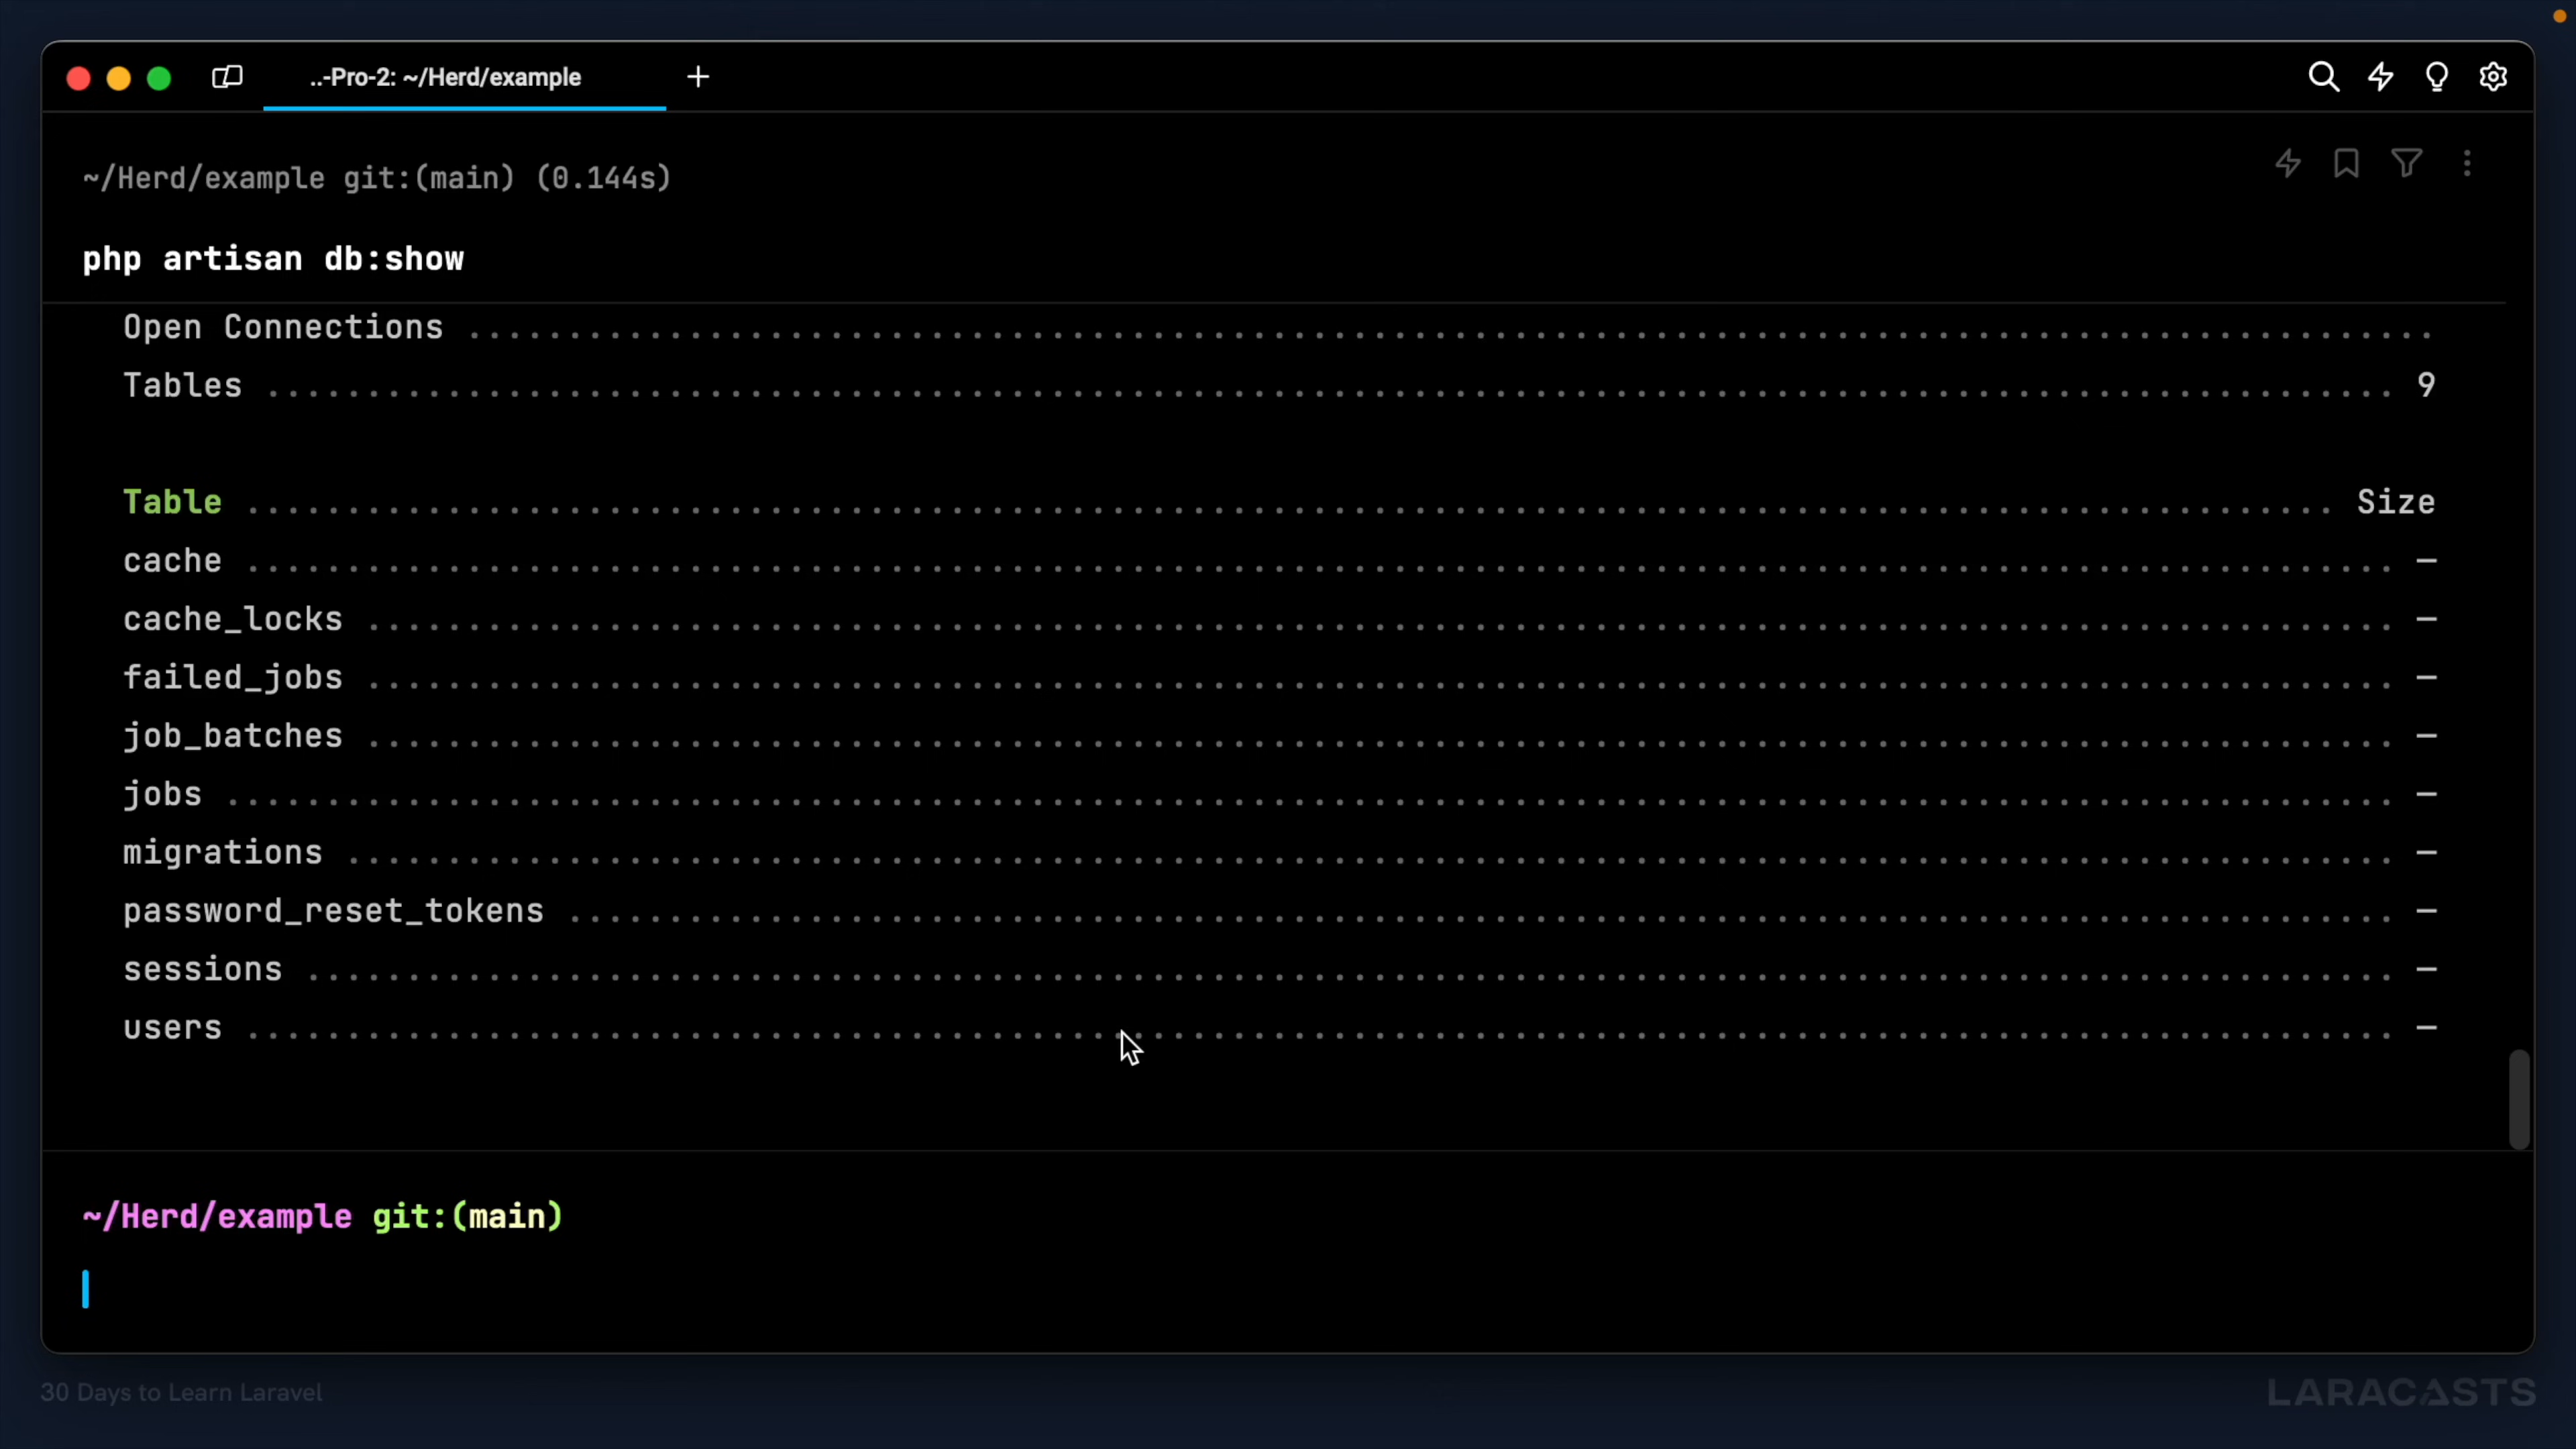 ..-Pro-2: ~/Herd/example
~/Herd/example git:(main) (0.144s)
php artisan db:show
Open Connections ..................................................................................................
Tables .......................................................................................................... 9
Table ........................................................................................................ Size
cache ........................................................................................................... —
cache_locks ..................................................................................................... —
failed_jobs ..................................................................................................... —
job_batches ..................................................................................................... —
jobs ............................................................................................................ —
migrations ...................................................................................................... —
password_reset_tokens ........................................................................................... —
sessions ........................................................................................................ —
users ........................................................................................................... —
~/Herd/example git:(main)
30 Days to Learn Laravel
LARACASTS